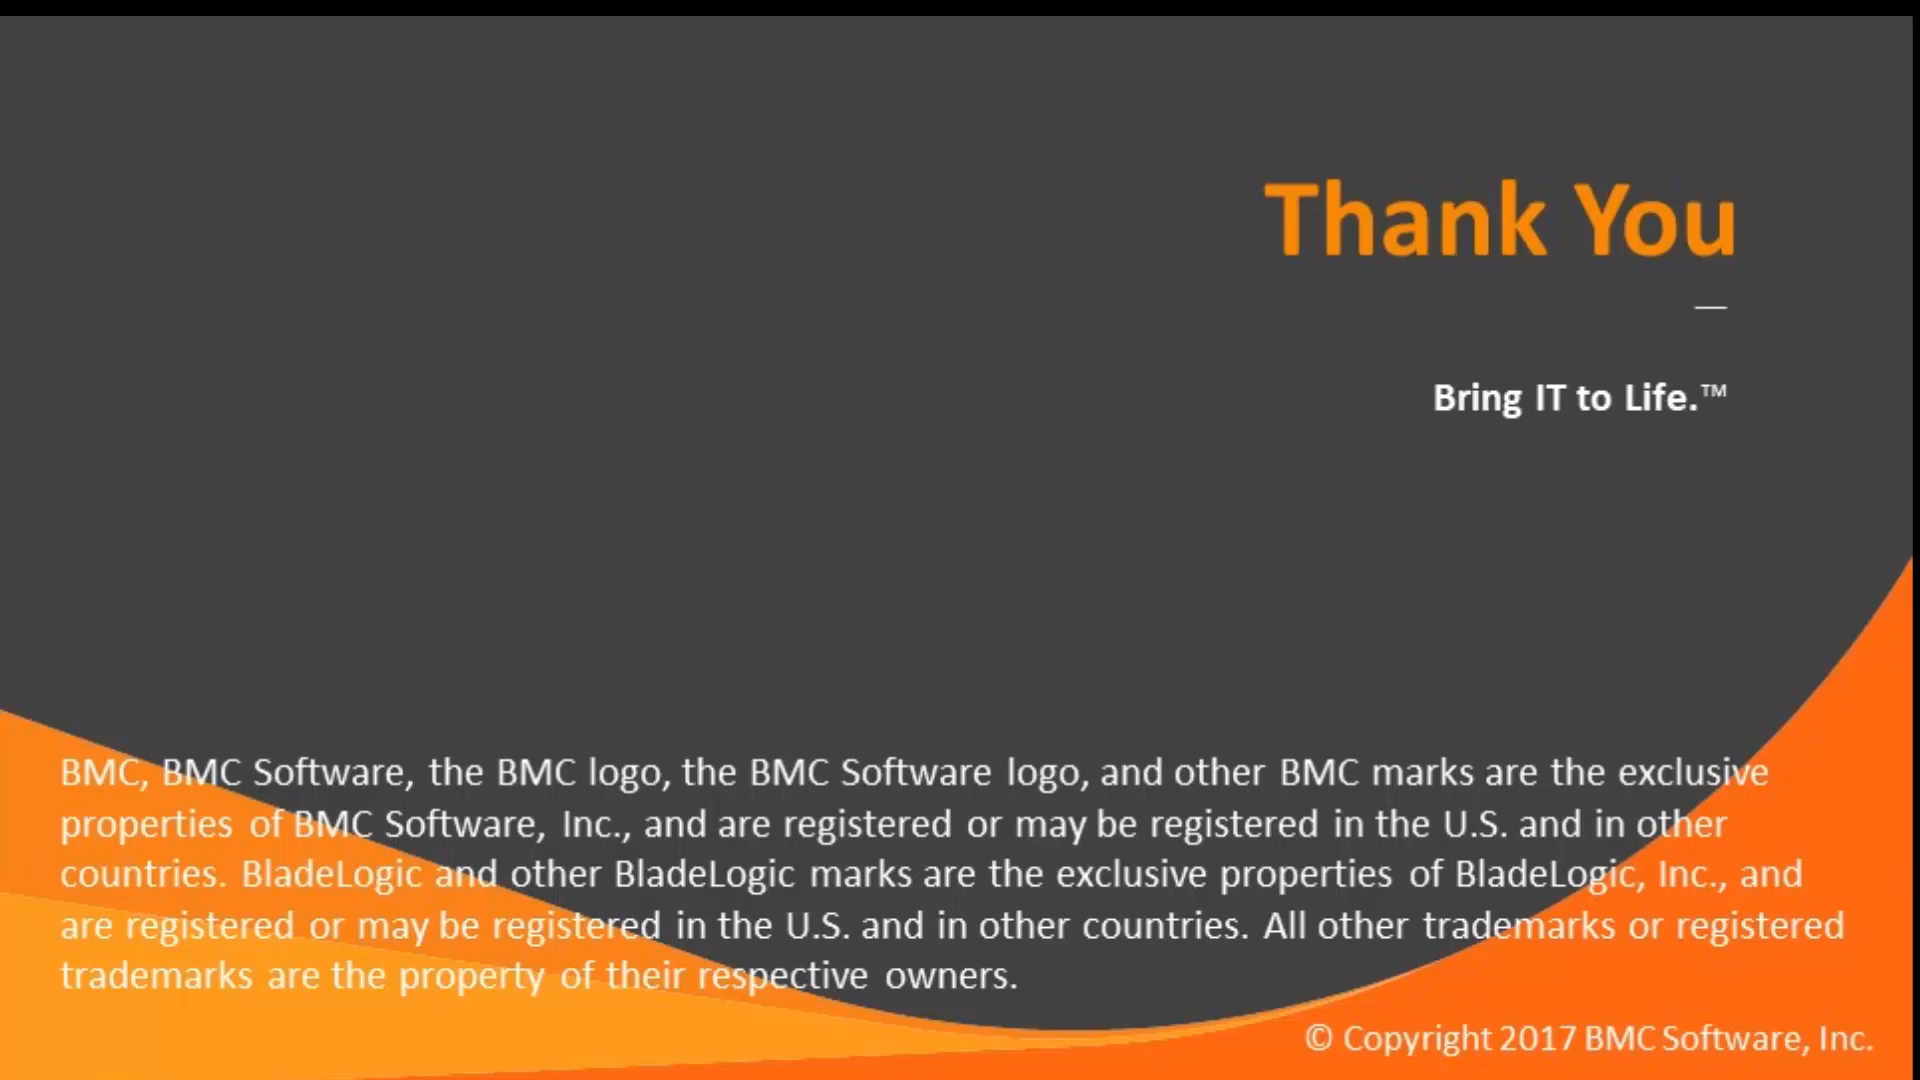 Thank You
—
Bring IT to Life.™
BMC, BMC Software, the BMC logo, the BMC Software logo, and other BMC marks are the exclusive
properties of BMC Software, Inc., and are registered or may be registered in the U.S. and in other
countries. BladeLogic and other BladeLogic marks are the exclusive properties of BladeLogic, Inc., and
are registered or may be registered in the U.S. and in other countries. All other trademarks or registered
trademarks are the property of their respective owners.
© Copyright 2017 BMC Software, Inc.